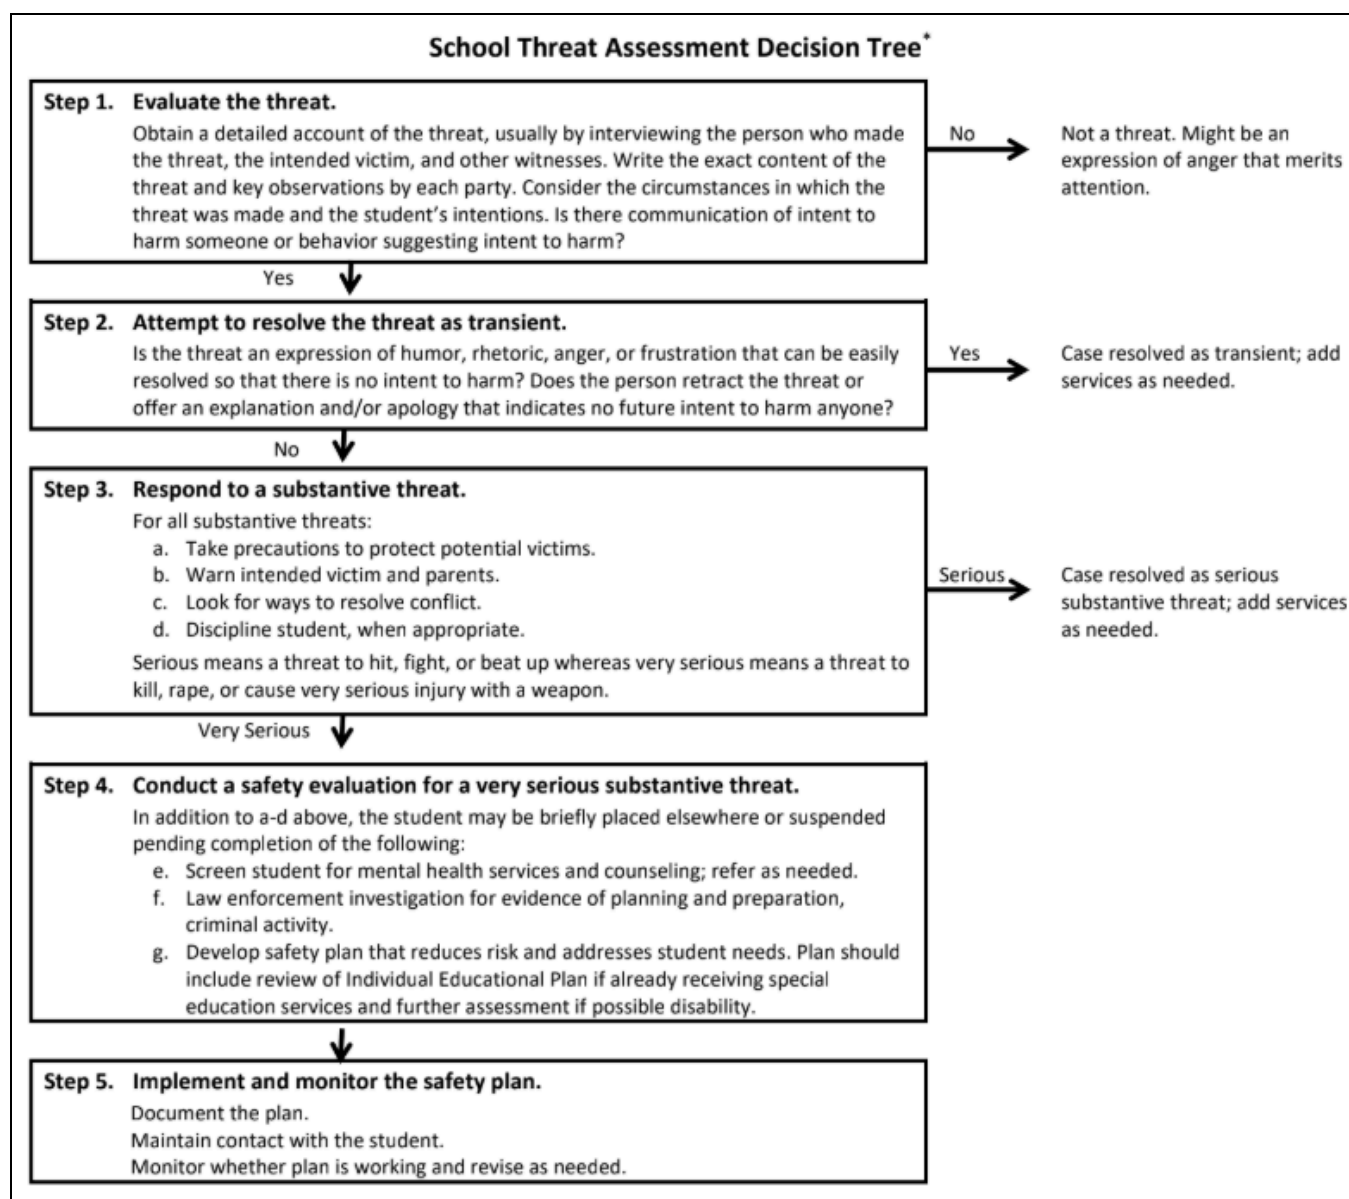 School Threat Assessment Decision Tree*
Step 1. Evaluate the threat.
Obtain a detailed account of the threat, usually by interviewing the person who made
the threat, the intended victim, and other witnesses. Write the exact content of the
threat and key observations by each party. Consider the circumstances in which the
threat was made and the student's intentions. Is there communication of intent to
harm someone or behavior suggesting intent to harm?
No
Not a threat. Might be an
expression of anger that merits
attention.
Yes
Step 2. Attempt to resolve the threat as transient.
Is the threat an expression of humor, rhetoric, anger, or frustration that can be easily
resolved so that there is no intent to harm? Does the person retract the threat or
offer an explanation and/or apology that indicates no future intent to harm anyone?
Yes
Case resolved as transient; add
services as needed.
No
Step 3. Respond to a substantive threat.
For all substantive threats:
a. Take precautions to protect potential victims.
b. Warn intended victim and parents.
c. Look for ways to resolve conflict.
d. Discipline student, when appropriate.
Serious means a threat to hit, fight, or beat up whereas very serious means a threat to
kill, rape, or cause very serious injury with a weapon.
Serious
Case resolved as serious
substantive threat; add services
as needed.
Very Serious
Step 4. Conduct a safety evaluation for a very serious substantive threat.
In addition to a-d above, the student may be briefly placed elsewhere or suspended
pending completion of the following:
e. Screen student for mental health services and counseling; refer as needed.
f. Law enforcement investigation for evidence of planning and preparation,
criminal activity.
g. Develop safety plan that reduces risk and addresses student needs. Plan should
include review of Individual Educational Plan if already receiving special
education services and further assessment if possible disability.
Step 5. Implement and monitor the safety plan.
Document the plan.
Maintain contact with the student.
Monitor whether plan is working and revise as needed.